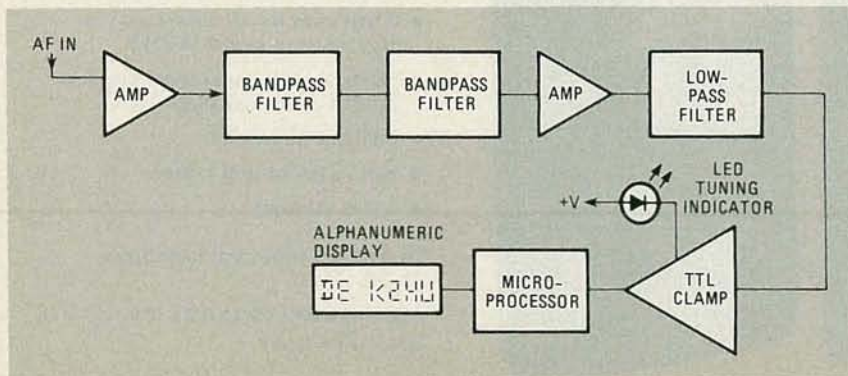 AF IN
AMP
BANDPASS
FILTER
BANDPASS
FILTER
AMP
LOW-
PASS
FILTER
LED
TUNING
INDICATOR
+V
ALPHANUMERIC
DISPLAY
DE K2MU
MICRO-
PROCESSOR
TTL
CLAMP